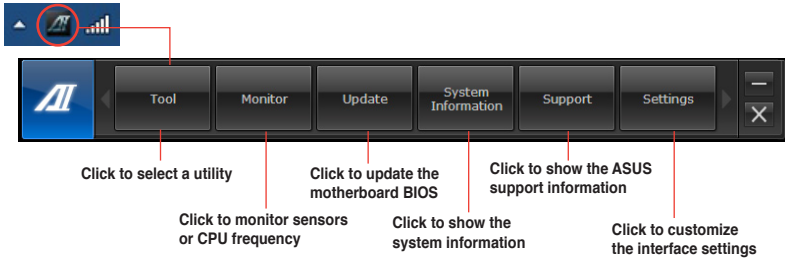 AI
Tool
Monitor
Update
System
Information
Support
Settings
Click to select a utility
Click to update the
motherboard BIOS
Click to show the ASUS
support information
Click to monitor sensors
or CPU frequency
Click to show the
system information
Click to customize
the interface settings